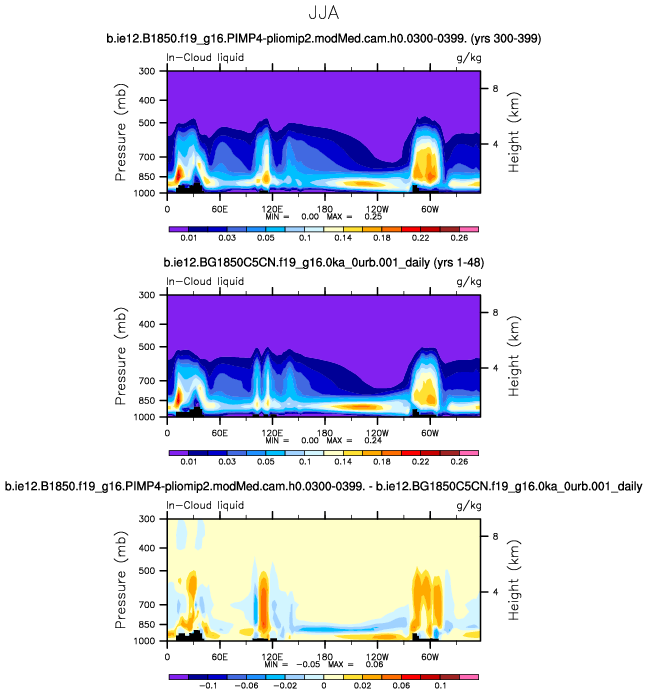 JJA
b.ie12.B1850.f19_g16.PIMP4-pliomip2.modMed.cam.h0.0300-0399. (yrs 300-399)
In-Cloud liquid g/kg
Pressure (mb)
Height (km)
300
400
500
700
850
1000
8
4
0 60E 120E 180 120W 60W
MIN = 0.00 MAX = 0.25
0.01 0.03 0.05 0.1 0.14 0.18 0.22 0.26
b.ie12.BG1850C5CN.f19_g16.0ka_0urb.001_daily (yrs 1-48)
In-Cloud liquid g/kg
Pressure (mb)
Height (km)
300
400
500
700
850
1000
8
4
0 60E 120E 180 120W 60W
MIN = 0.00 MAX = 0.24
0.01 0.03 0.05 0.1 0.14 0.18 0.22 0.26
b.ie12.B1850.f19_g16.PIMP4-pliomip2.modMed.cam.h0.0300-0399. - b.ie12.BG1850C5CN.f19_g16.0ka_0urb.001_daily
In-Cloud liquid g/kg
Pressure (mb)
Height (km)
300
400
500
700
850
1000
8
4
0 60E 120E 180 120W 60W
MIN = -0.05 MAX = 0.06
-0.1 -0.06 -0.02 0 0.02 0.06 0.1